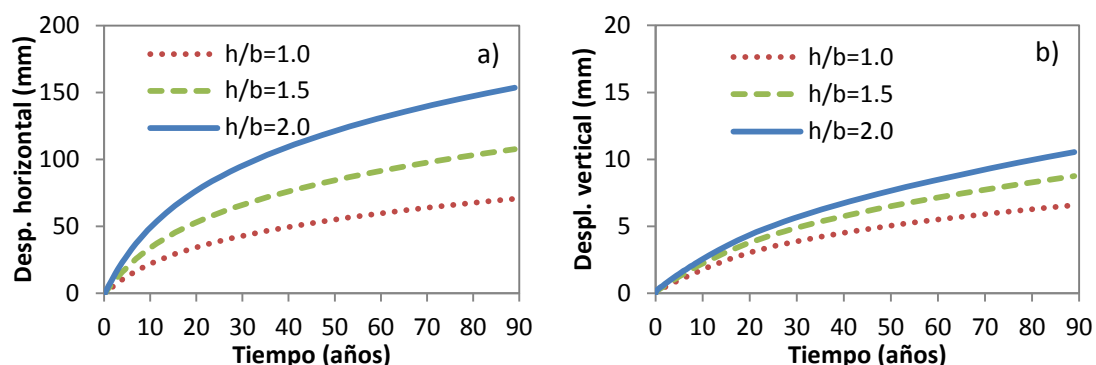 a)
Desp. horizontal (mm)
200
150
100
50
0
h/b=1.0
h/b=1.5
h/b=2.0
0 10 20 30 40 50 60 70 80 90
Tiempo (años)
b)
Despl. vertical (mm)
20
15
10
5
0
h/b=1.0
h/b=1.5
h/b=2.0
0 10 20 30 40 50 60 70 80 90
Tiempo (años)